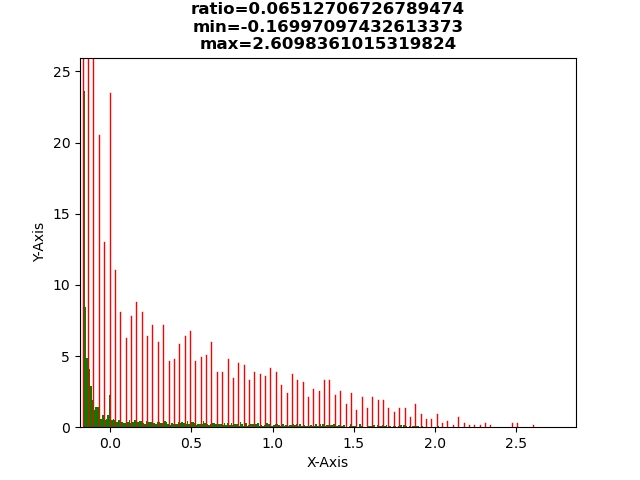 ratio=0.06512706726789474
min=-0.16997097432613373
max=2.6098361015319824
25
20
15
10
5
0
Y-Axis
0.0 0.5 1.0 1.5 2.0 2.5
X-Axis